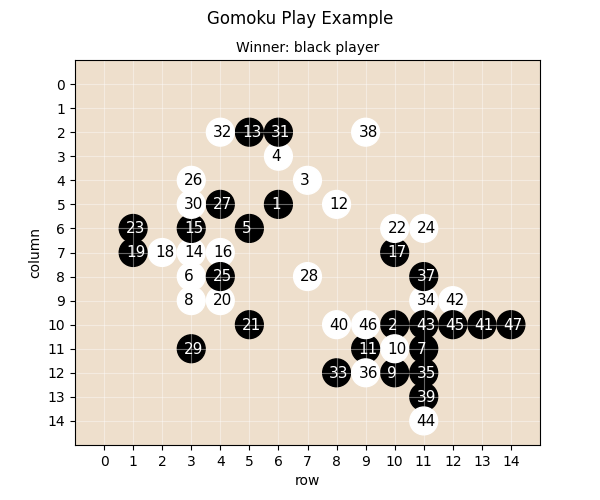 Gomoku Play Example
Winner: black player
0
1
2 32 13 31 38
3 4
4 26 3
5 30 27 1 12
6 23 15 5 22 24
7 19 18 14 16 17
8 6 25 28 37
9 8 20 34 42
10 21 40 46 2 43 45 41 47
11 29 11 10 7
12 33 36 9 35
13 39
14 44
column
0 1 2 3 4 5 6 7 8 9 10 11 12 13 14
row